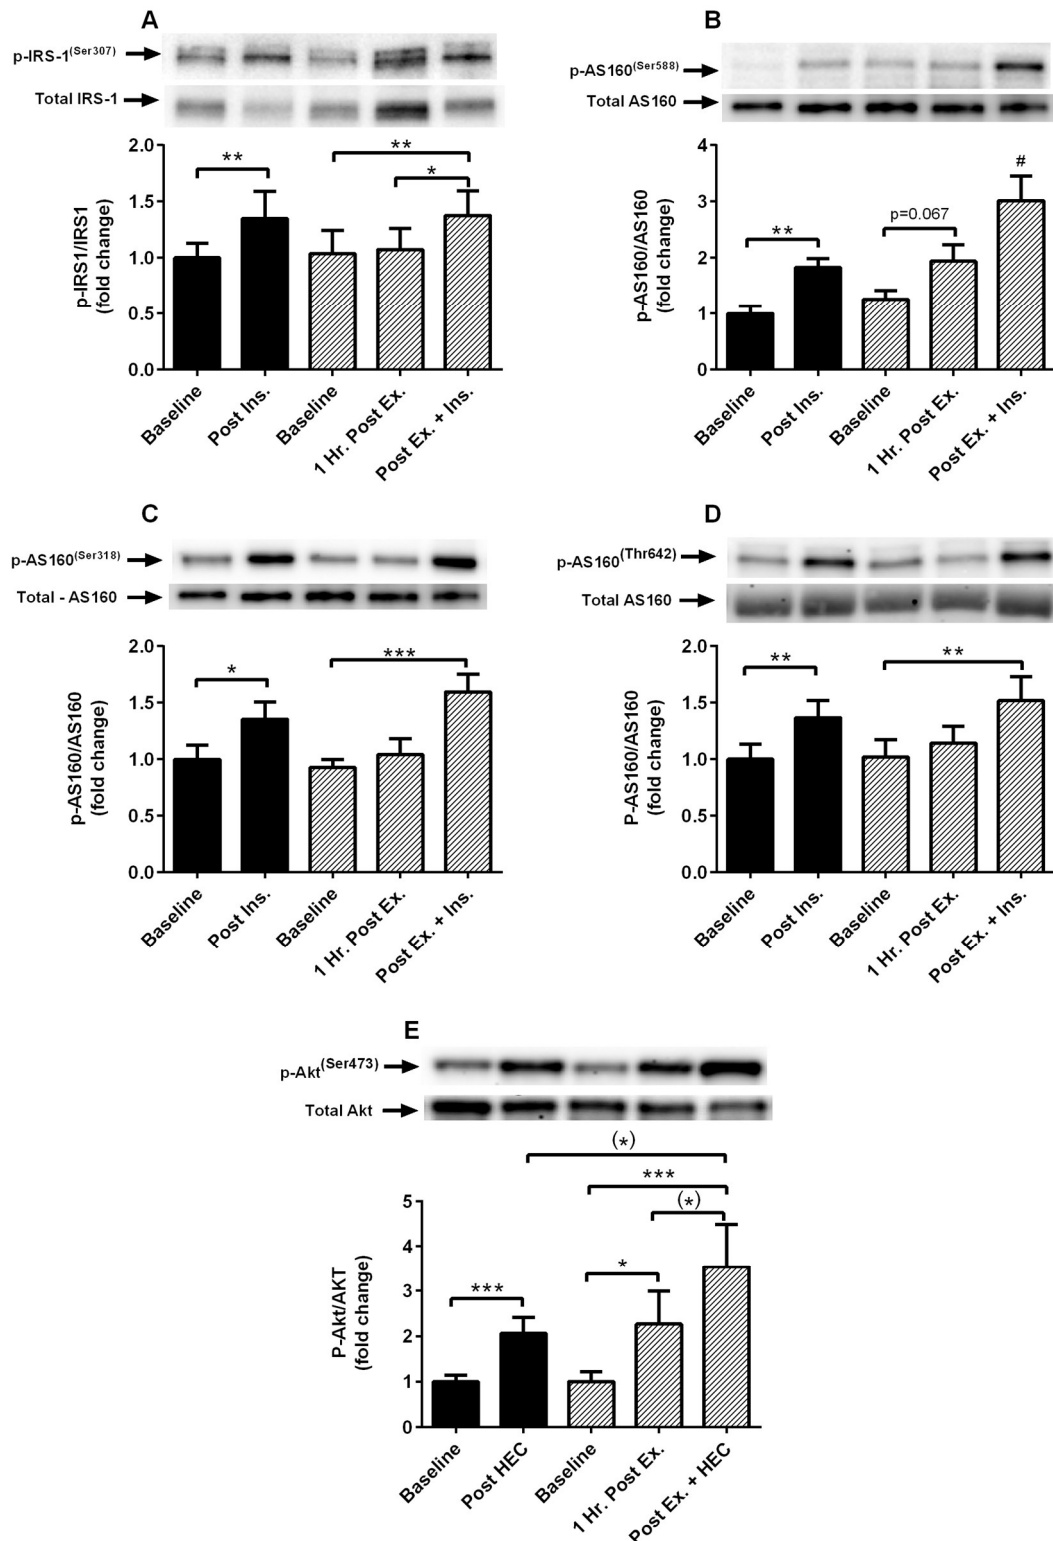 A
p-IRS-1(Ser307)
Total IRS-1
2.0
1.5
1.0
0.5
0.0
p-IRS1/IRS1
(fold change)
**
**
*
Baseline
Post Ins.
Baseline
1 Hr. Post Ex.
Post Ex. + Ins.
B
p-AS160(Ser588)
Total AS160
4
3
2
1
0
p-AS160/AS160
(fold change)
**
p=0.067
#
Baseline
Post Ins.
Baseline
1 Hr. Post Ex.
Post Ex. + Ins.
C
p-AS160(Ser318)
Total - AS160
2.0
1.5
1.0
0.5
0.0
p-AS160/AS160
(fold change)
*
***
Baseline
Post Ins.
Baseline
1 Hr. Post Ex.
Post Ex. + Ins.
D
p-AS160(Thr642)
Total AS160
2.0
1.5
1.0
0.5
0.0
P-AS160/AS160
(fold change)
**
**
Baseline
Post Ins.
Baseline
1 Hr. Post Ex.
Post Ex. + Ins.
E
p-Akt(Ser473)
Total Akt
(*)
***
(*)
*
***
5
4
3
2
1
0
P-Akt/AKT
(fold change)
Baseline
Post HEC
Baseline
1 Hr. Post Ex.
Post Ex. + HEC